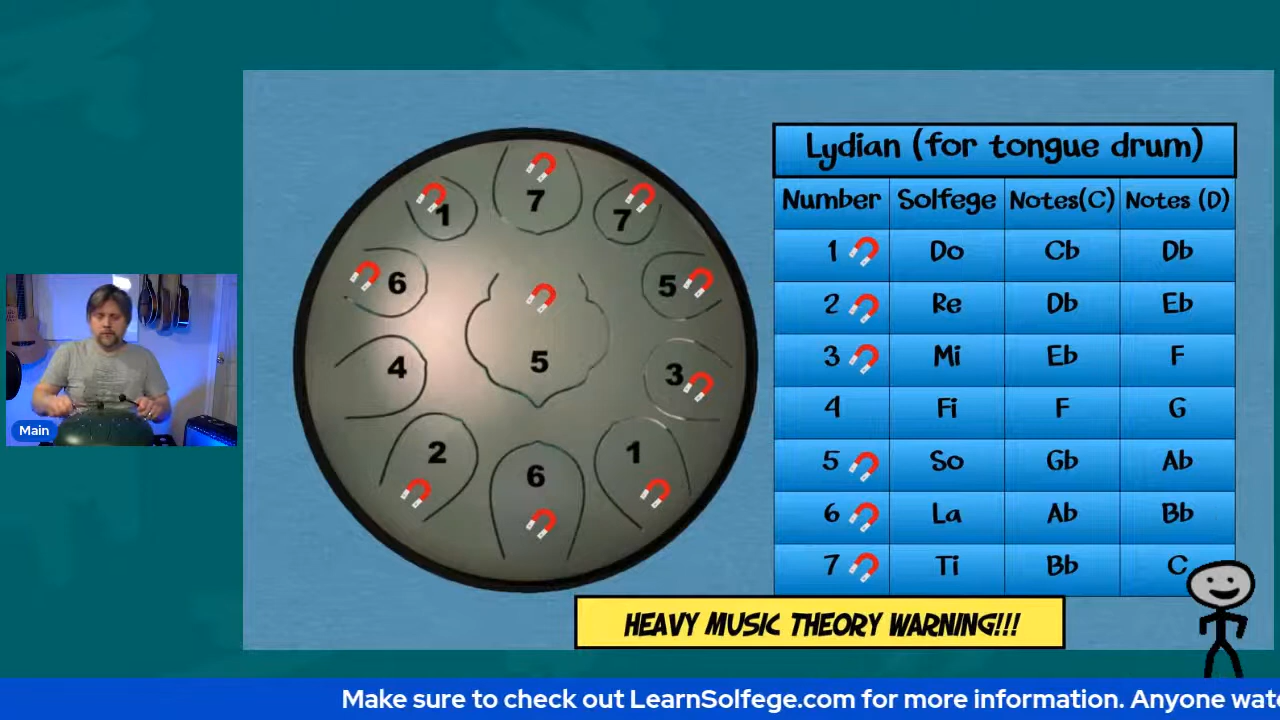 Lydian (for tongue drum)
Number Solfege Notes(C) Notes (D)
1 Do Cb Db
2 Re Db Eb
3 Mi Eb F
4 Fi F G
5 So Gb Ab
6 La Ab Bb
7 Ti Bb C
7
1 7
6 5
5
4 3
2 1
6
Main
HEAVY MUSIC THEORY WARNING!!!
Make sure to check out LearnSolfege.com for more information. Anyone wat